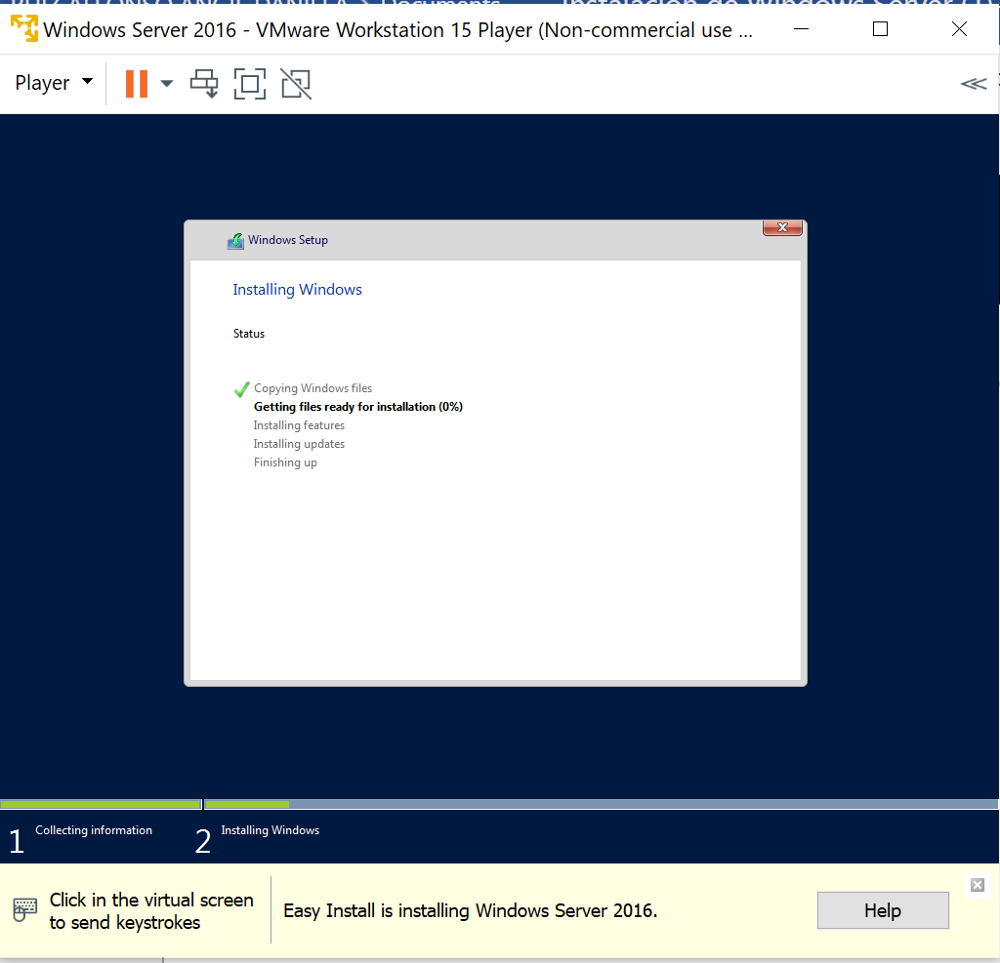 Windows Server 2016 - VMware Workstation 15 Player (Non-commercial use ...
Player
Windows Setup
Installing Windows
Status
Copying Windows files
Getting files ready for installation (0%)
Installing features
Installing updates
Finishing up
1 Collecting information
2 Installing Windows
Click in the virtual screen
to send keystrokes
Easy Install is installing Windows Server 2016.
Help